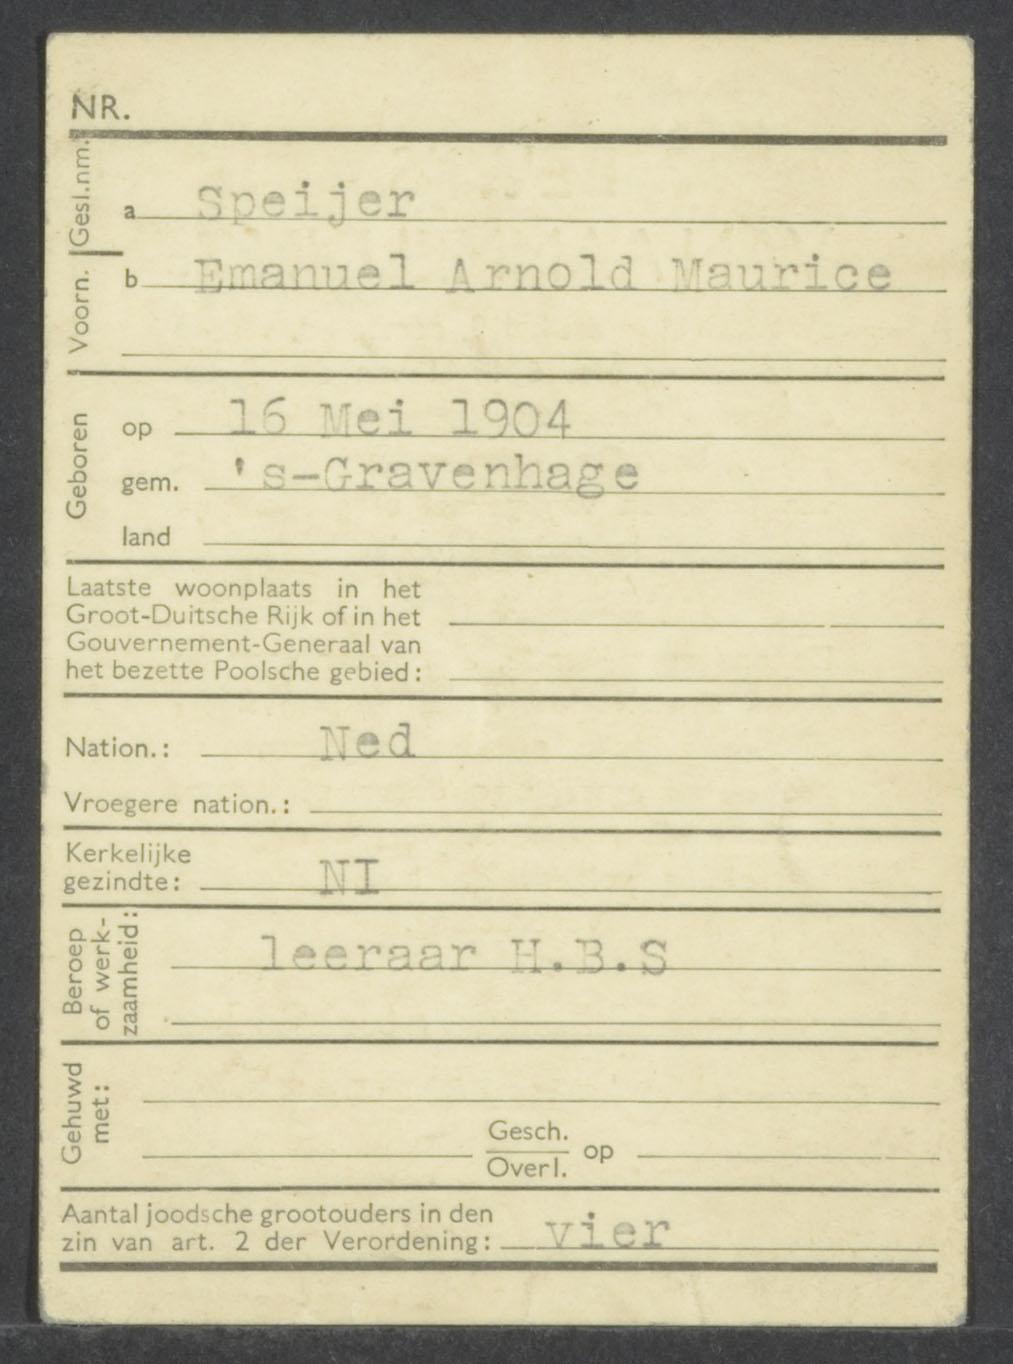 NR.
Gesl.nm.
a Speijer
Voorn.
b Emanuel Arnold Maurice
Geboren
op 16 Mei 1904
gem. 's-Gravenhage
land
Laatste woonplaats in het
Groot-Duitsche Rijk of in het
Gouvernement-Generaal van
het bezette Poolsche gebied:
Nation.: Ned
Vroegere nation.:
Kerkelijke
gezindte: NI
Beroep
of werk-
zaamheid:
leeraar H.B.S
Gehuwd
met:
Gesch.
Overl. op
Aantal joodsche grootouders in den
zin van art. 2 der Verordening: vier